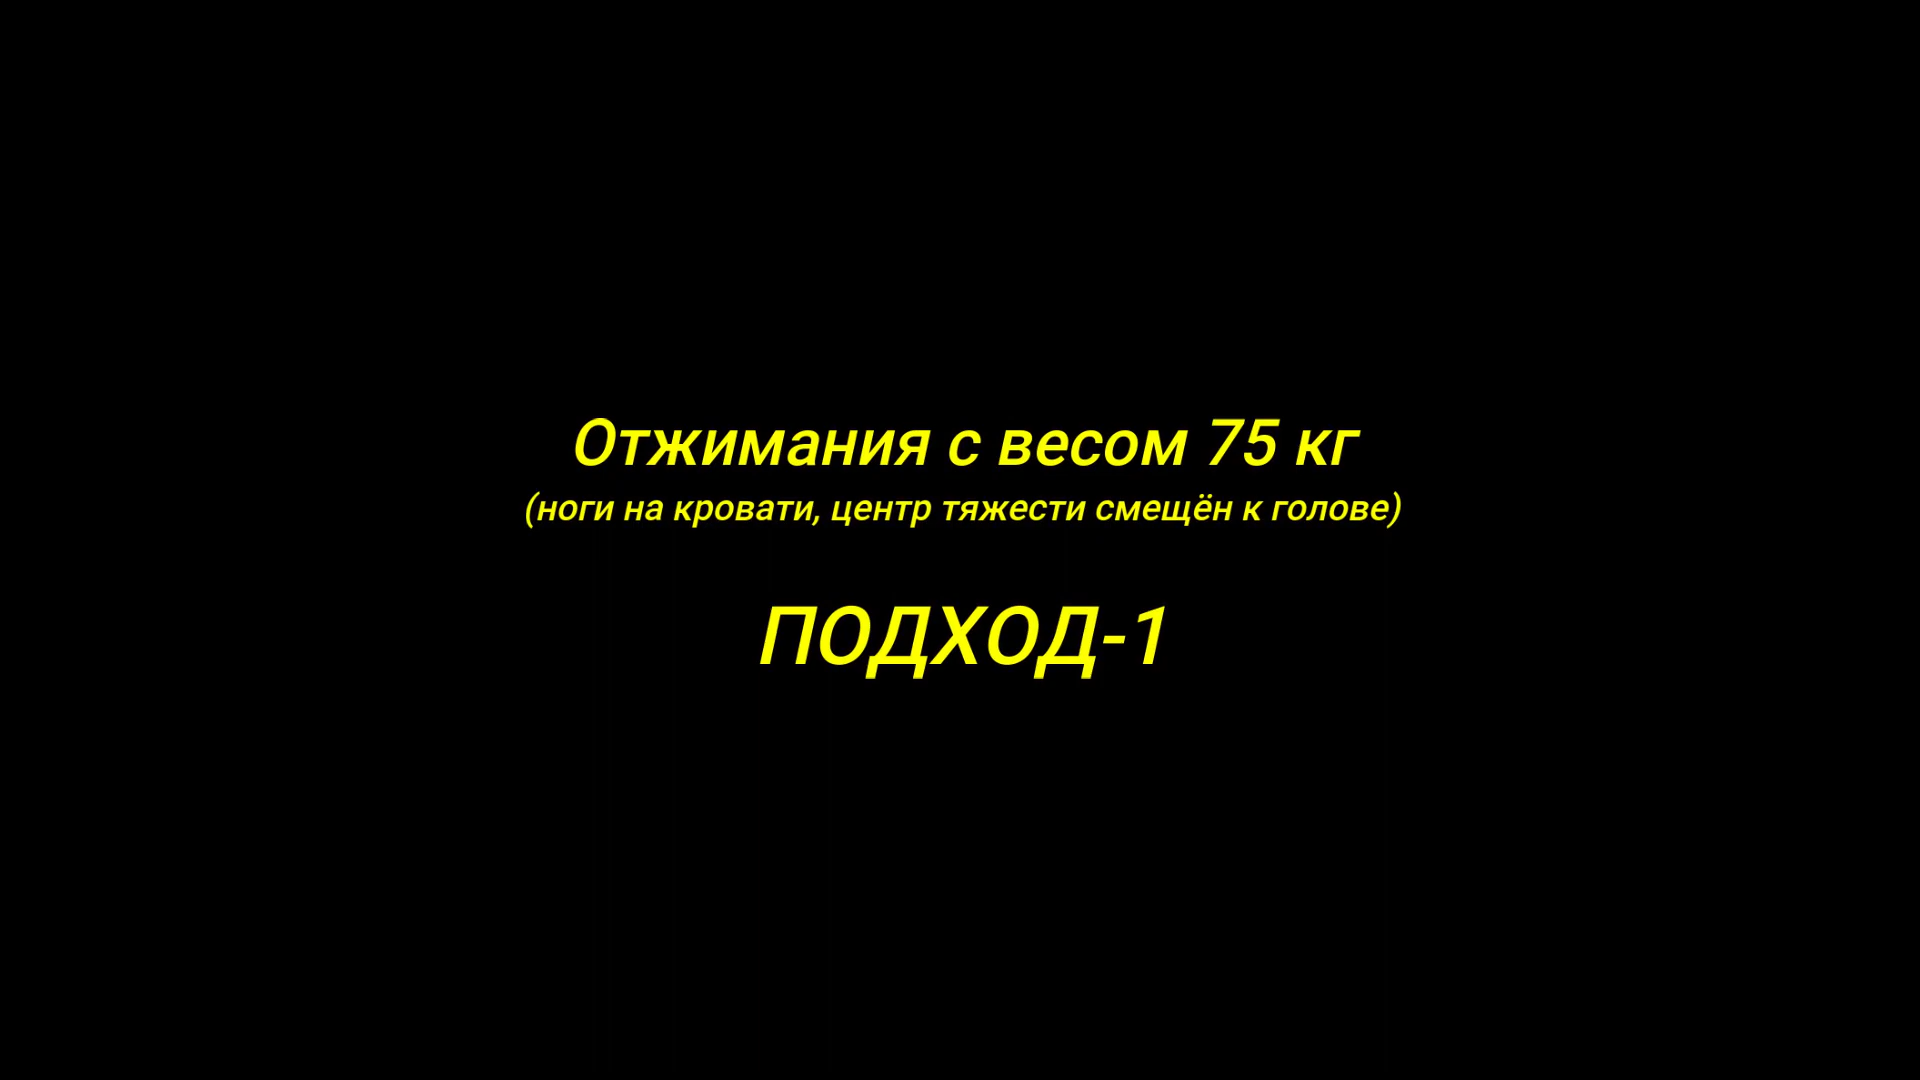 Отжимания с весом 75 кг
(ноги на кровати, центр тяжести смещён к голове)
ПОДХОД-1